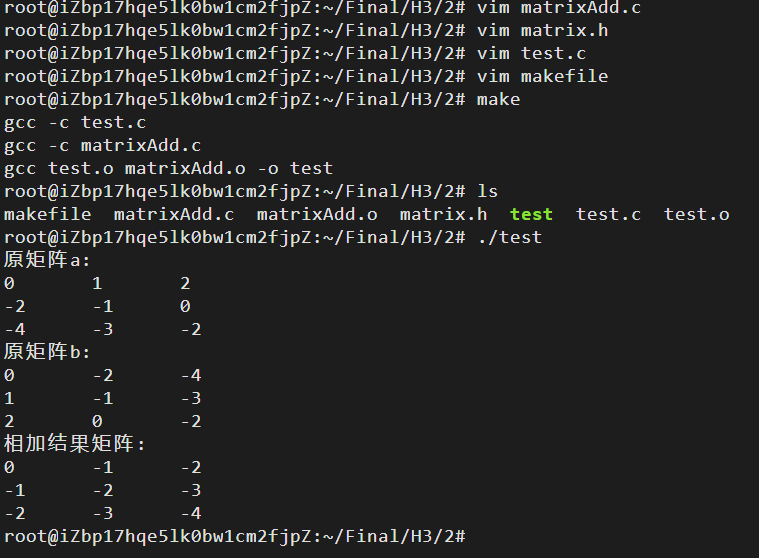 root@iZbp17hqe5lk0bw1cm2fjpZ:~/Final/H3/2# vim matrixAdd.c
root@iZbp17hqe5lk0bw1cm2fjpZ:~/Final/H3/2# vim matrix.h
root@iZbp17hqe5lk0bw1cm2fjpZ:~/Final/H3/2# vim test.c
root@iZbp17hqe5lk0bw1cm2fjpZ:~/Final/H3/2# vim makefile
root@iZbp17hqe5lk0bw1cm2fjpZ:~/Final/H3/2# make
gcc -c test.c
gcc -c matrixAdd.c
gcc test.o matrixAdd.o -o test
root@iZbp17hqe5lk0bw1cm2fjpZ:~/Final/H3/2# ls
makefile  matrixAdd.c  matrixAdd.o  matrix.h  test  test.c  test.o
root@iZbp17hqe5lk0bw1cm2fjpZ:~/Final/H3/2# ./test
原矩阵a:
0       1       2
-2      -1      0
-4      -3      -2
原矩阵b:
0       -2      -4
1       -1      -3
2       0       -2
相加结果矩阵:
0       -1      -2
-1      -2      -3
-2      -3      -4
root@iZbp17hqe5lk0bw1cm2fjpZ:~/Final/H3/2#